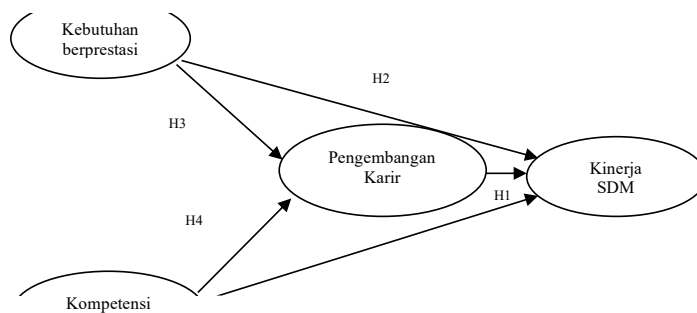 Kebutuhan
berprestasi
H2
H3
Pengembangan
Karir
Kinerja
SDM
H1
H4
Kompetensi